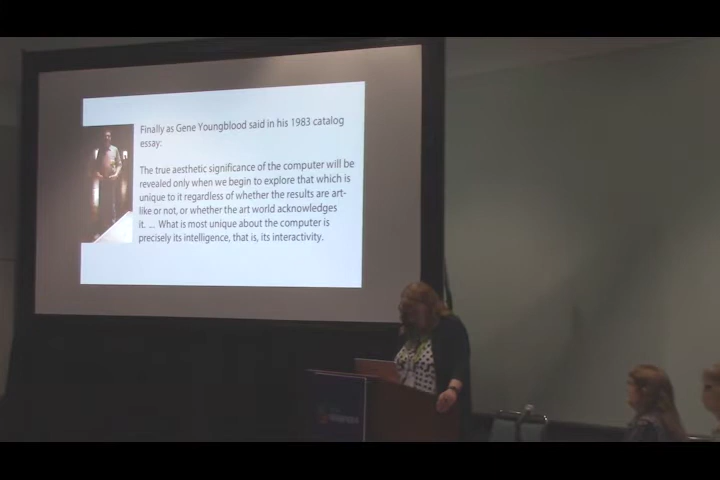 Finally as Gene Youngblood said in his 1983 catalog
essay:
The true aesthetic significance of the computer will be
revealed only when we begin to explore that which is
unique to it regardless of whether the results are art-
like or not, or whether the art world acknowledges
it. ... What is most unique about the computer is
precisely its intelligence, that is, its interactivity.